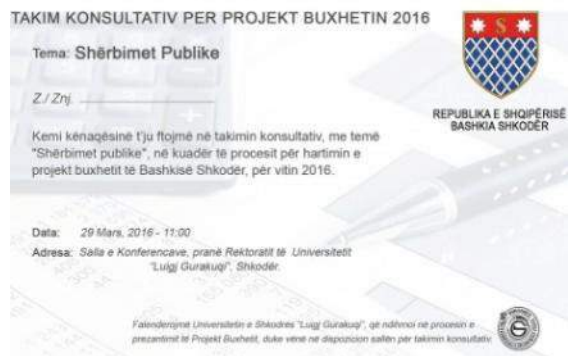 TAKIM KONSULTATIV PER PROJEKT BUXHETIN 2016
Tema: Shërbimet Publike
Z./ Znj.
REPUBLIKA E SHQIPËRISË
BASHKIA SHKODËR
Kemi kënaqësinë t'ju ftojmë në takimin konsultativ, me temë
"Shërbimet publike", në kuadër të procesit për hartimin e
projekt buxhetit të Bashkisë Shkodër, për vitin 2016.
Data: 29 Mars, 2016 - 11:00
Adresa: Salla e Konferencave, pranë Rektoratit të Universitetit
"Luigj Gurakuqi", Shkodër.
Falenderojmë Universitetin e Shkodres "Luigj Gurakuqi", që ndihmoi në procesin e
prezantimit të Projekt Buxhetit, duke vënë në dispozicion sallën për takimin konsultativ.